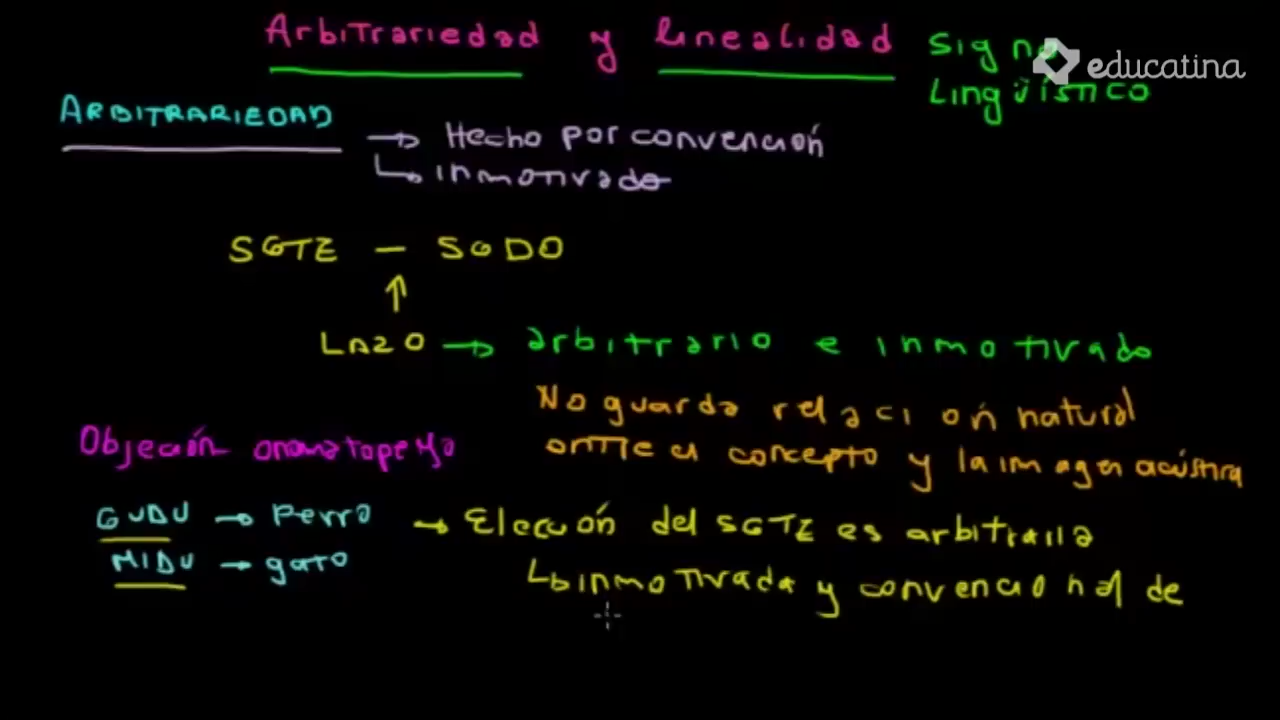 Arbitrariedad y linealidad
Signo
Lingüístico
educatina
ARBITRARIEDAD
→ Hecho por convención
↳ inmotivado
SGTE — SGDO
↑
LAZO → arbitrario e inmotivado
No guarda relación natural
entre el concepto y la imagen acústica
Objeción onomatopeya
GUAU → Perro
MIAU → gato
→ Elección del SGTE es arbitraria
↳ inmotivada y convencional de